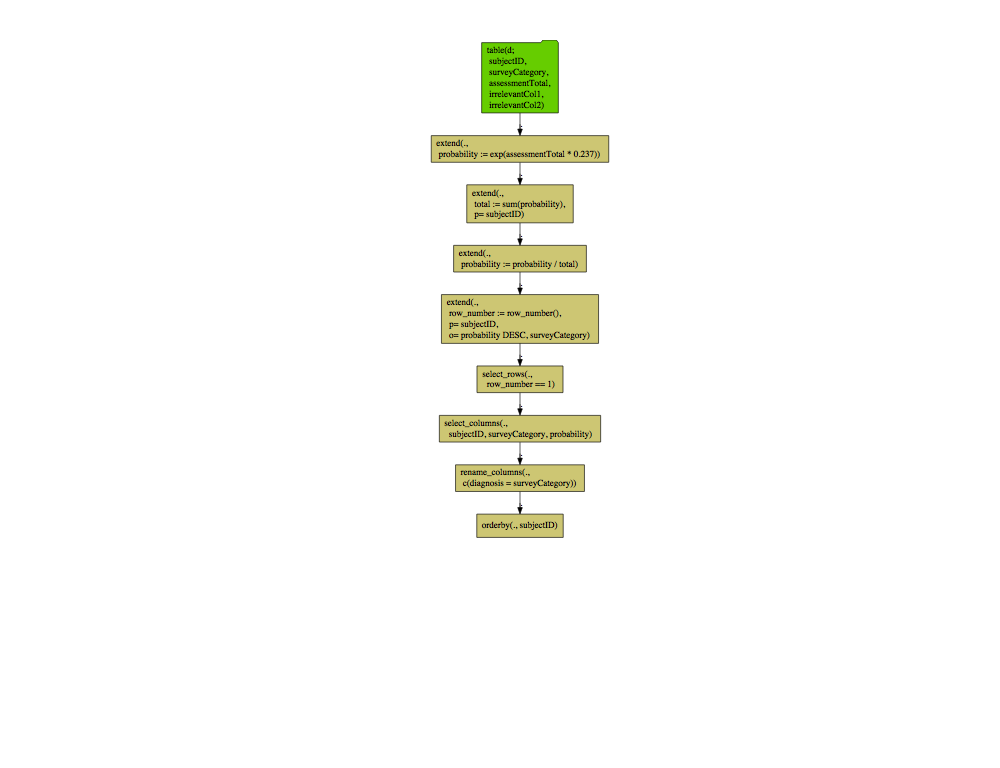 table(d;
subjectID,
surveyCategory,
assessmentTotal,
irrelevantCol1,
irrelevantCol2)
extend(.,
probability := exp(assessmentTotal * 0.237))
extend(.,
total := sum(probability),
p= subjectID)
extend(.,
probability := probability / total)
extend(.,
row_number := row_number(),
p= subjectID,
o= probability DESC, surveyCategory)
select_rows(.,
row_number == 1)
select_columns(.,
subjectID, surveyCategory, probability)
rename_columns(.,
c(diagnosis = surveyCategory))
orderby(., subjectID)